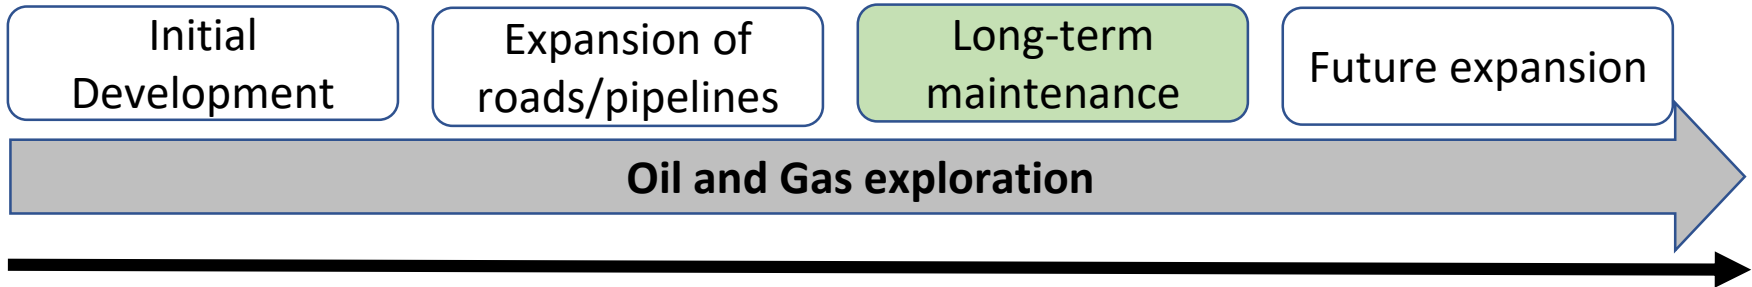 Initial
Development
Expansion of
roads/pipelines
Long-term
maintenance
Future expansion
Oil and Gas exploration